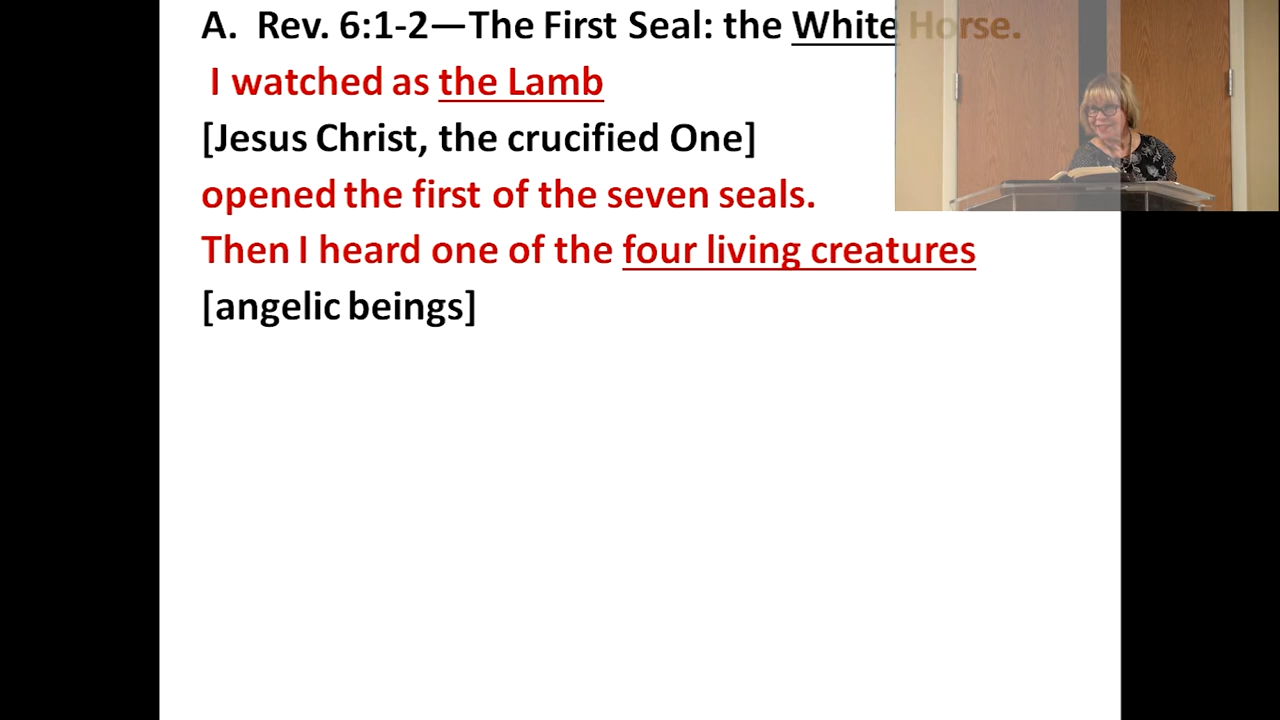 A. Rev. 6:1-2—The First Seal: the White Horse.
I watched as the Lamb
[Jesus Christ, the crucified One]
opened the first of the seven seals.
Then I heard one of the four living creatures
[angelic beings]